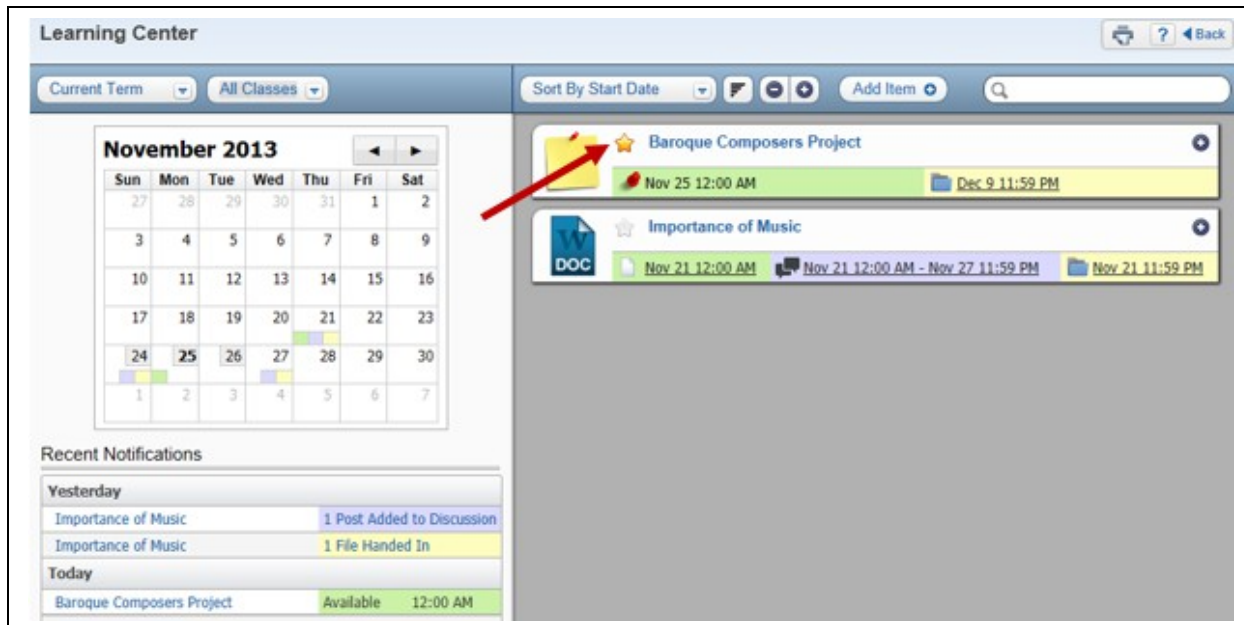 Learning Center
? Back
Current Term All Classes
Sort By Start Date Add Item
November 2013
Sun Mon Tue Wed Thu Fri Sat
27 28 29 30 31 1 2
3 4 5 6 7 8 9
10 11 12 13 14 15 16
17 18 19 20 21 22 23
24 25 26 27 28 29 30
1 2 3 4 5 6 7
Recent Notifications
Yesterday
Importance of Music 1 Post Added to Discussion
Importance of Music 1 File Handed In
Today
Baroque Composers Project Available 12:00 AM
Baroque Composers Project
Nov 25 12:00 AM Dec 9 11:59 PM
W
DOC
Importance of Music
Nov 21 12:00 AM Nov 21 12:00 AM - Nov 27 11:59 PM Nov 21 11:59 PM